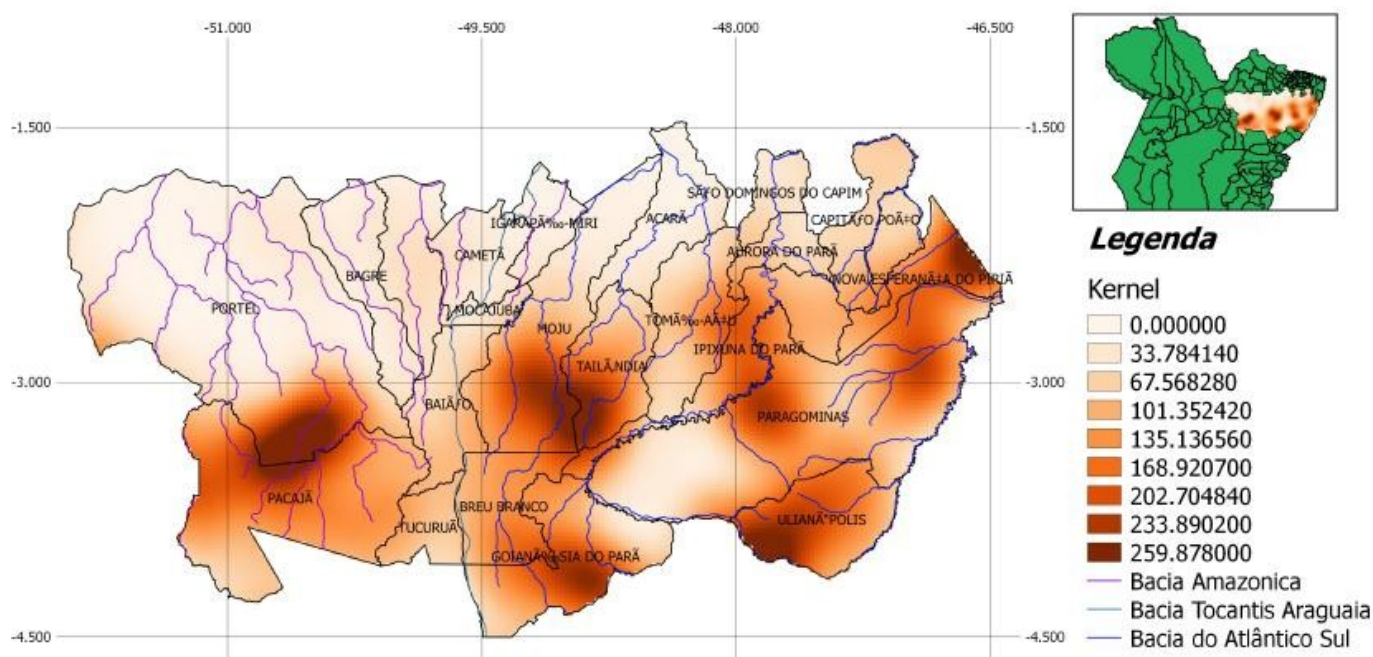 -51.000 -49.500 -48.000 -46.500
-1.500 -1.500
SAƒO DOMINGOS DO CAPIM
IGARAPÃ‰-MIRI ACARÃ CAPITÃƒO POÃ‡O
CAMETÃ AURORA DO PARÃ
BAGRE NOVA ESPERANÃ‡A DO PIRIÃ
PORTEL MOCAJUBA
MOJU TOMÃ‰-AÃ‡U
IPIXUNA DO PARÃ
TAILÃ‚NDIA
-3.000 -3.000
BAIÃƒO PARAGOMINAS
PACAJÃ
BREU BRANCO
TUCURUÃ ULIANÃ“POLIS
GOIANÃ‰SIA DO PARÃ
-4.500 -4.500
Legenda
Kernel
0.000000
33.784140
67.568280
101.352420
135.136560
168.920700
202.704840
233.890200
259.878000
Bacia Amazonica
Bacia Tocantis Araguaia
Bacia do Atlântico Sul